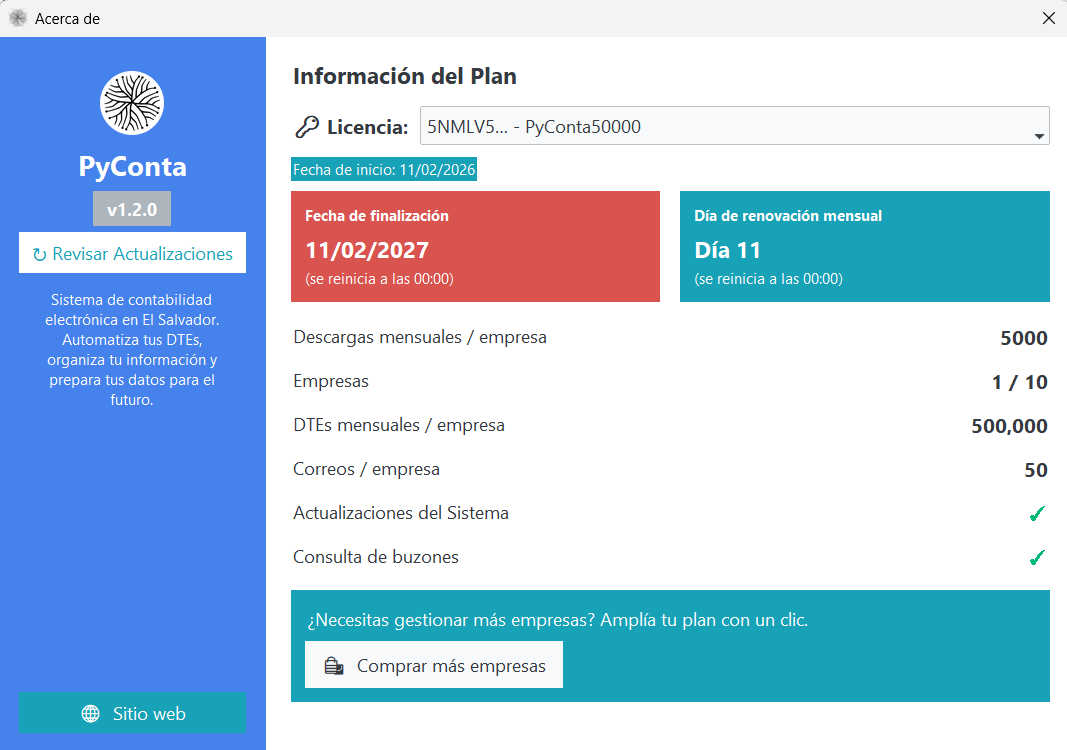 Acerca de
PyConta
v1.2.0
↻ Revisar Actualizaciones
Sistema de contabilidad
electrónica en El Salvador.
Automatiza tus DTEs,
organiza tu información y
prepara tus datos para el
futuro.
Sitio web
Información del Plan
Licencia: 5NMLV5... - PyConta50000
Fecha de inicio: 11/02/2026
Fecha de finalización
11/02/2027
(se reinicia a las 00:00)
Día de renovación mensual
Día 11
(se reinicia a las 00:00)
Descargas mensuales / empresa 5000
Empresas 1 / 10
DTEs mensuales / empresa 500,000
Correos / empresa 50
Actualizaciones del Sistema ✓
Consulta de buzones ✓
¿Necesitas gestionar más empresas? Amplía tu plan con un clic.
Comprar más empresas